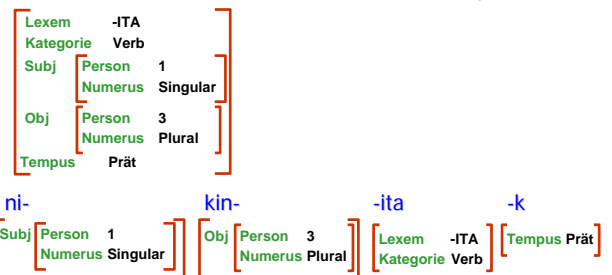 Lexem -ITA
Kategorie Verb
Subj Person 1
Numerus Singular
Obj Person 3
Numerus Plural
Tempus Prät
ni- kin- -ita -k
Subj Person 1 Obj Person 3 Lexem -ITA Tempus Prät
Numerus Singular Numerus Plural Kategorie Verb